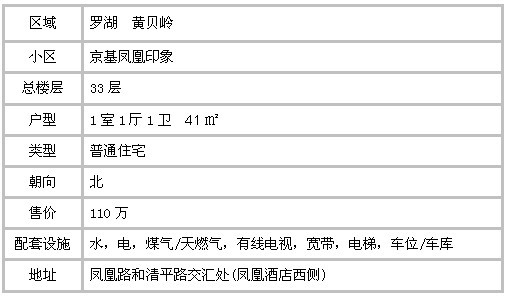 区域 罗湖 黄贝岭
小区 京基凤凰印象
总楼层 33 层
户型 1 室 1 厅 1 卫 41 ㎡
类型 普通住宅
朝向 北
售价 110 万
配套设施 水，电，煤气/天燃气，有线电视，宽带，电梯，车位/车库
地址 凤凰路和清平路交汇处(凤凰酒店西侧)